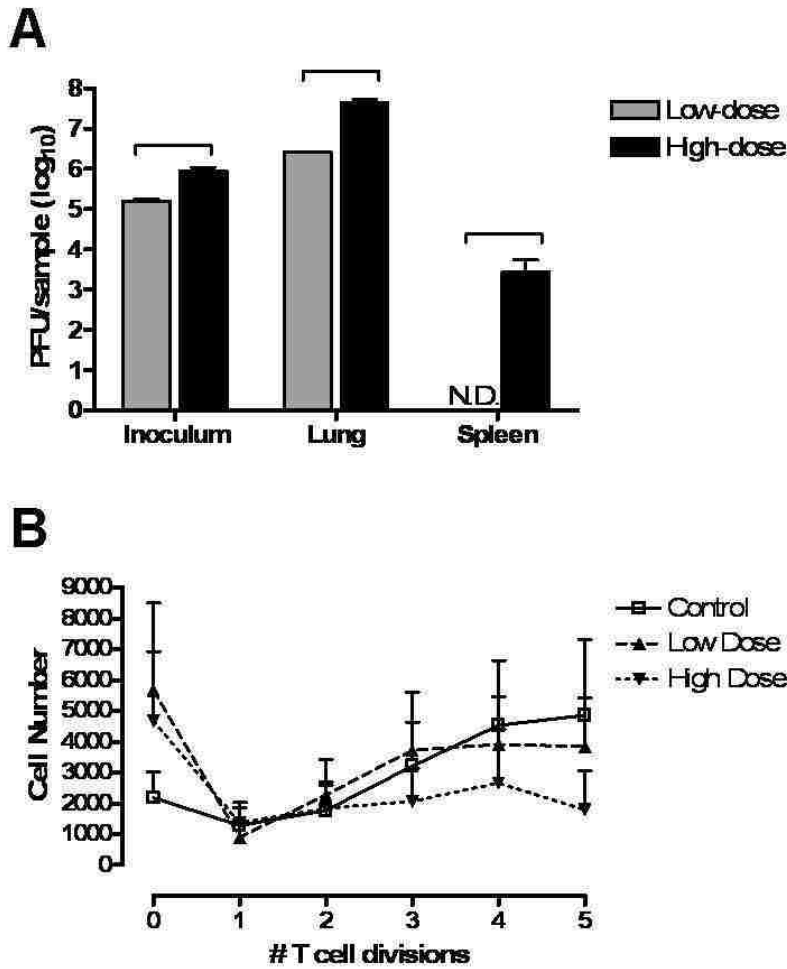 A
PFU/sample (log10)
8
7
6
5
4
3
2
1
0
N.D.
Inoculum Lung Spleen
Low-dose
High-dose
B
Cell Number
9000
8000
7000
6000
5000
4000
3000
2000
1000
0
0 1 2 3 4 5
# T cell divisions
Control
Low Dose
High Dose